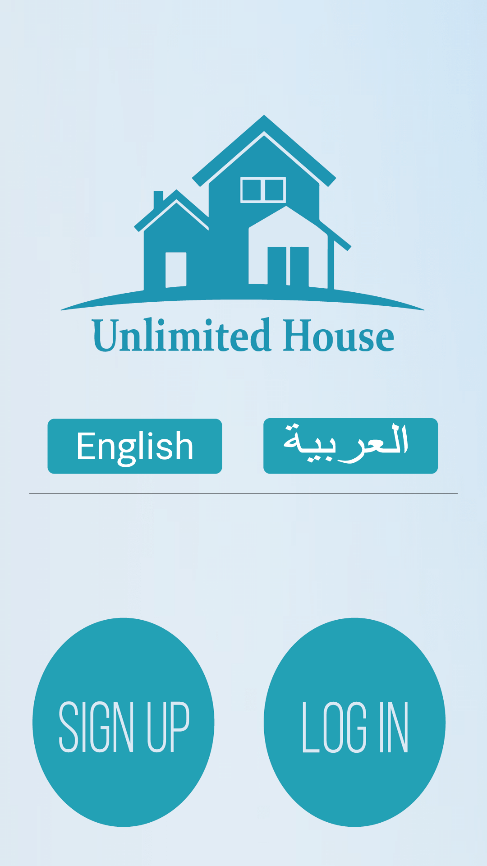 Unlimited House
English
العربية
SIGN UP
LOG IN